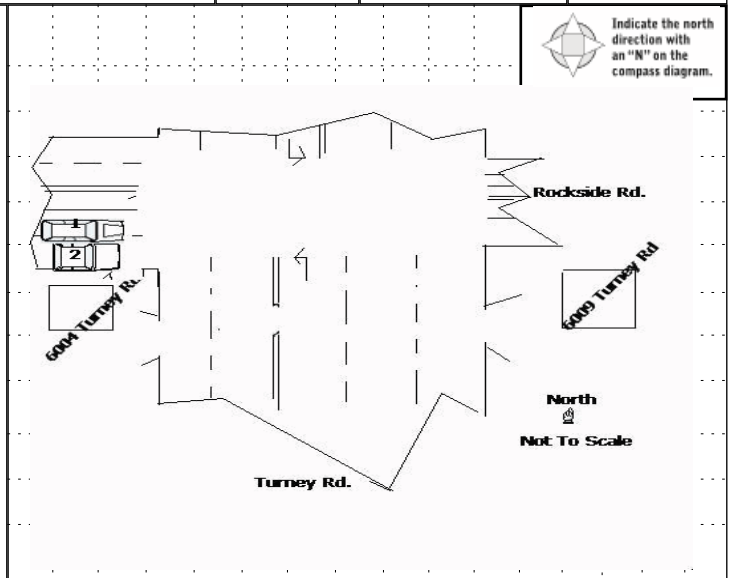 Indicate the north
direction with
an "N" on the
compass diagram.
Rockside Rd.
1
2
6004 Turney Rd.
6009 Turney Rd
North
Not To Scale
Turney Rd.